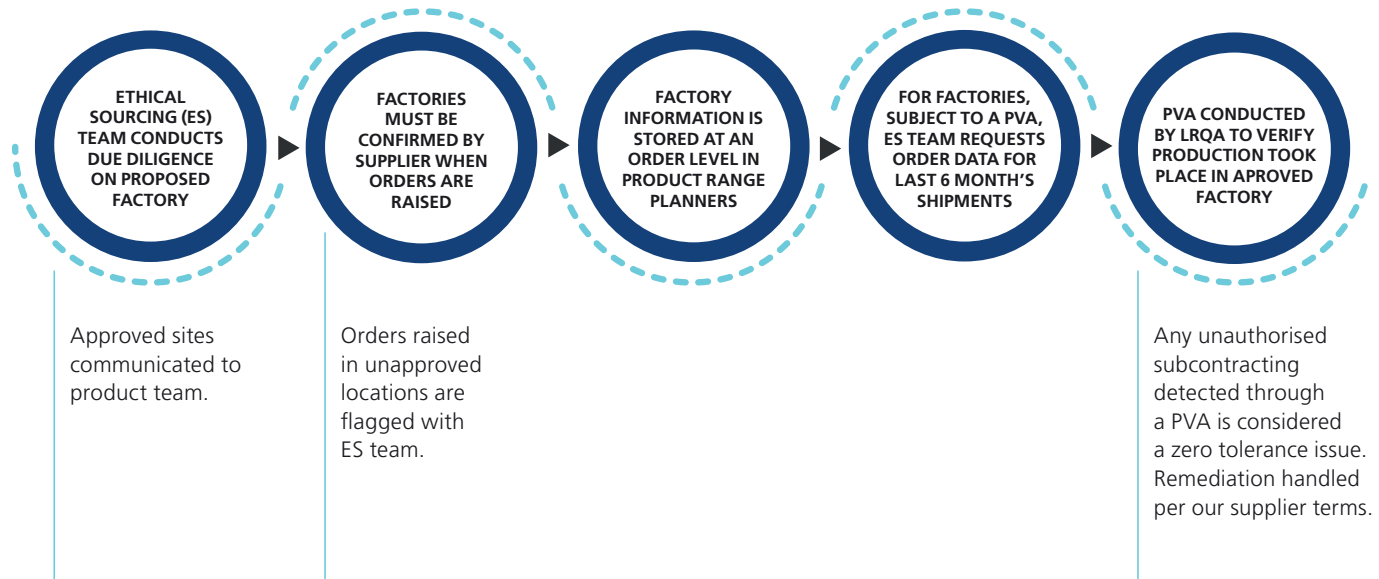 ETHICAL
SOURCING (ES)
TEAM CONDUCTS
DUE DILIGENCE
ON PROPOSED
FACTORY
FACTORIES
MUST BE
CONFIRMED BY
SUPPLIER WHEN
ORDERS ARE
RAISED
FACTORY
INFORMATION IS
STORED AT AN
ORDER LEVEL IN
PRODUCT RANGE
PLANNERS
FOR FACTORIES,
SUBJECT TO A PVA,
ES TEAM REQUESTS
ORDER DATA FOR
LAST 6 MONTH'S
SHIPMENTS
PVA CONDUCTED
BY LRQA TO VERIFY
PRODUCTION TOOK
PLACE IN APROVED
FACTORY
Approved sites
communicated to
product team.
Orders raised
in unapproved
locations are
flagged with
ES team.
Any unauthorised
subcontracting
detected through
a PVA is considered
a zero tolerance issue.
Remediation handled
per our supplier terms.